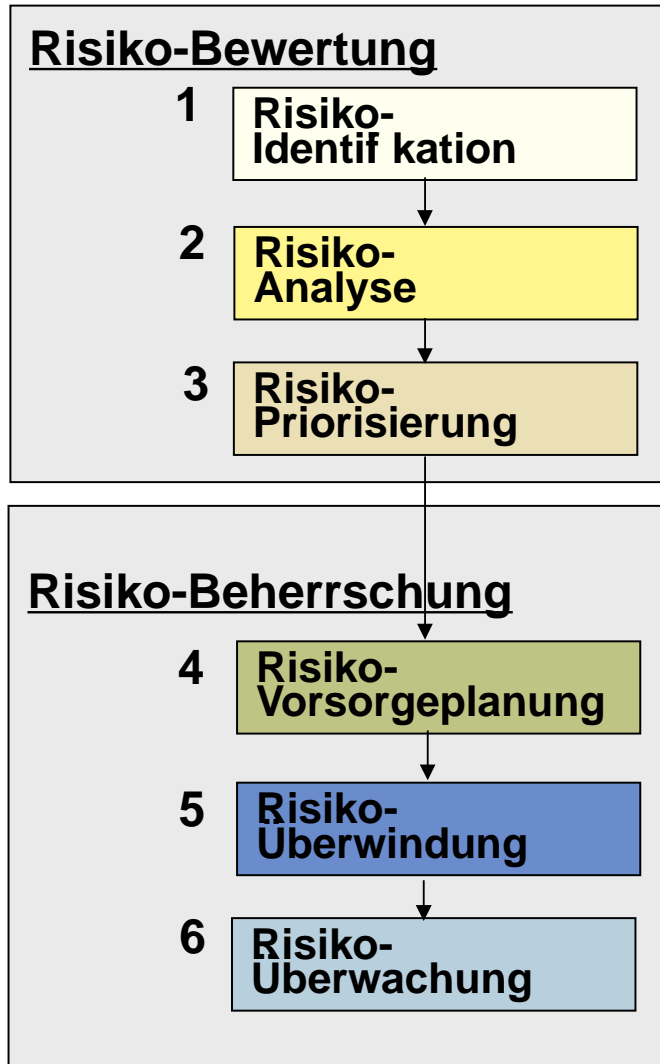 Risiko-Bewertung
1
Risiko-
Identif kation
2
Risiko-
Analyse
3
Risiko-
Priorisierung
Risiko-Beherrschung
4
Risiko-
Vorsorgeplanung
5
Risiko-
Überwindung
6
Risiko-
Überwachung